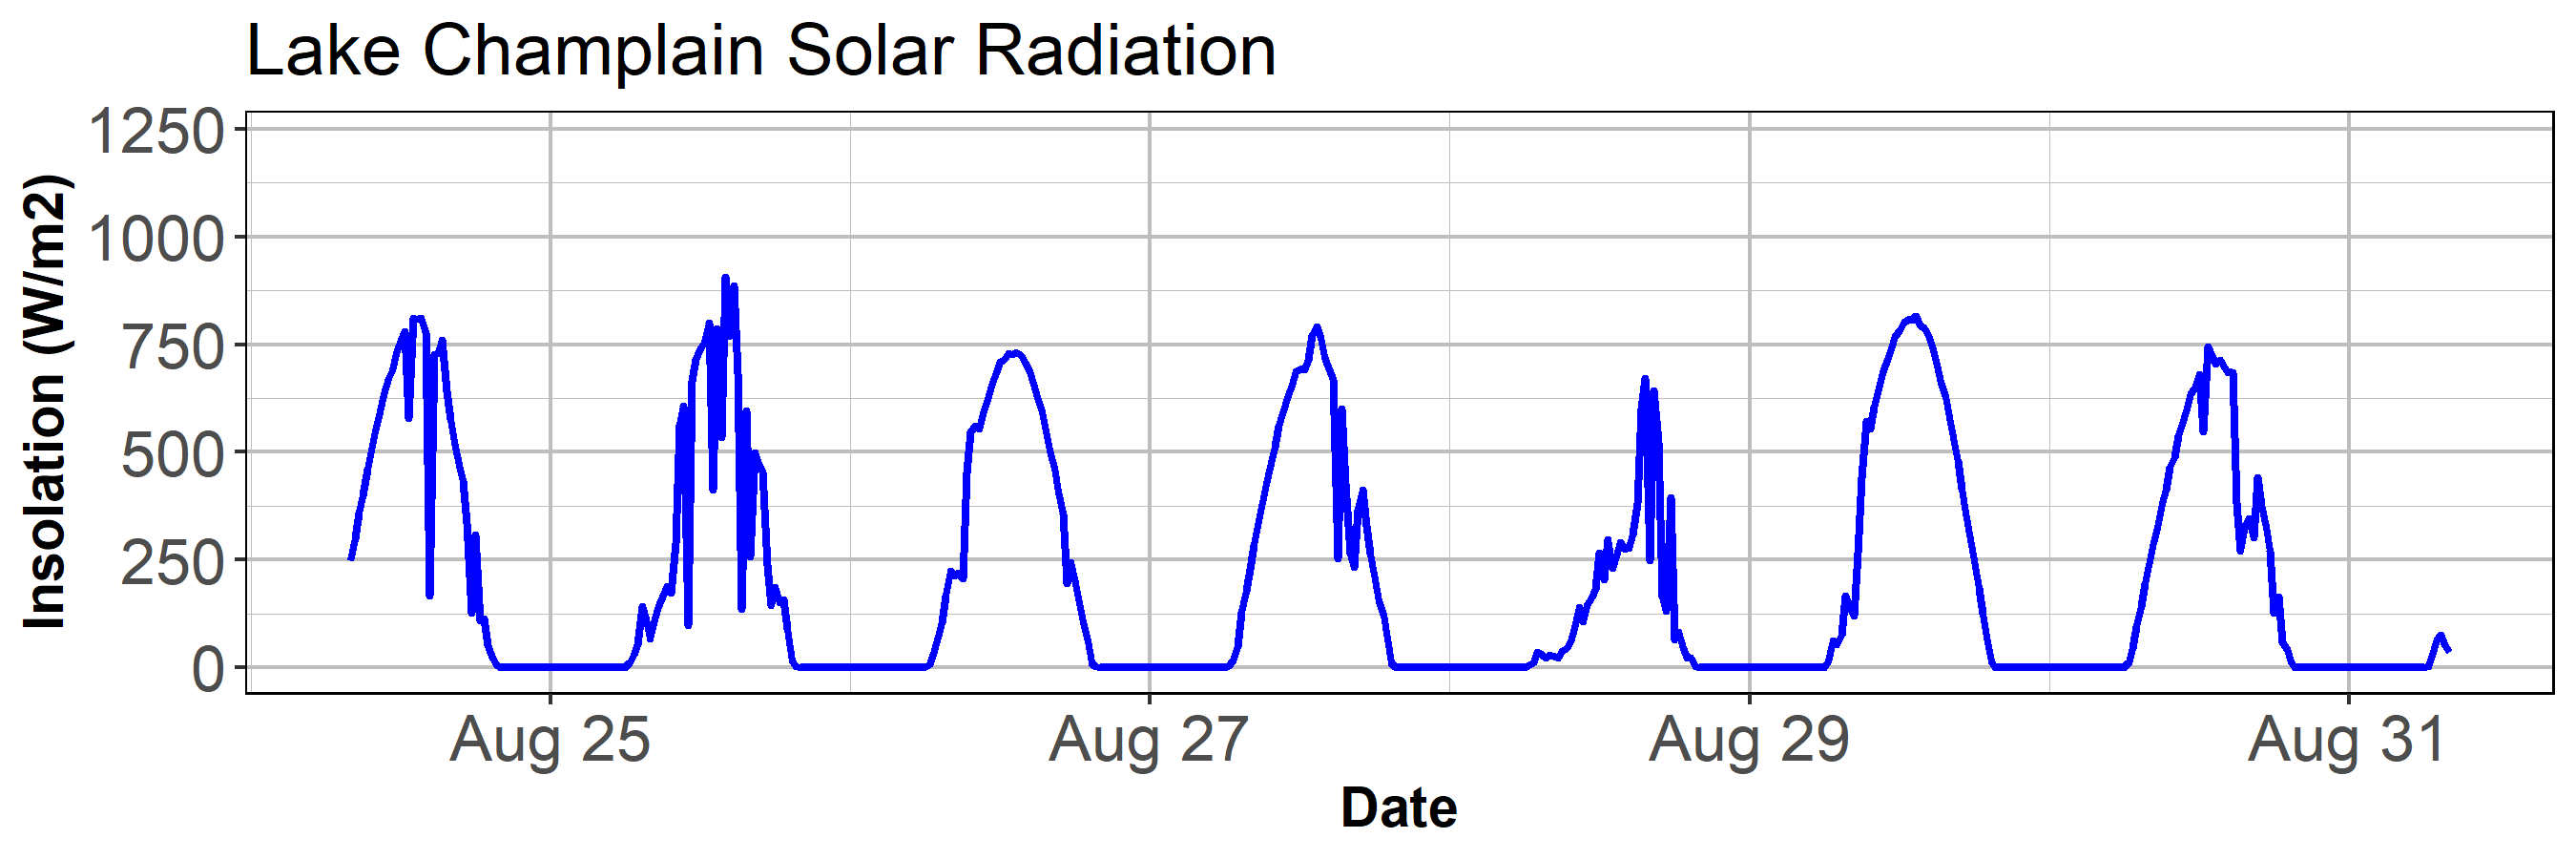 Lake Champlain Solar Radiation
1250
1000
750
500
250
0
Insolation (W/m2)
Aug 25 Aug 27 Aug 29 Aug 31
Date